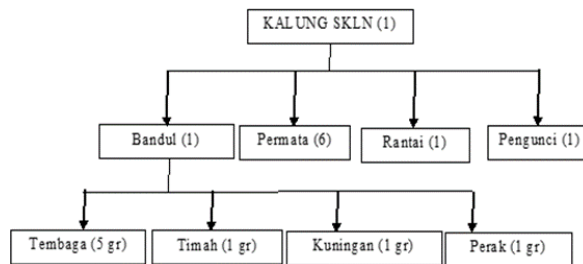 KALUNG SKLN (1)
Bandul (1)
Permata (6)
Rantai (1)
Pengunci (1)
Tembaga (5 gr)
Timah (1 gr)
Kuningan (1 gr)
Perak (1 gr)